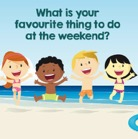 What is your
favourite thing to do
at the weekend?